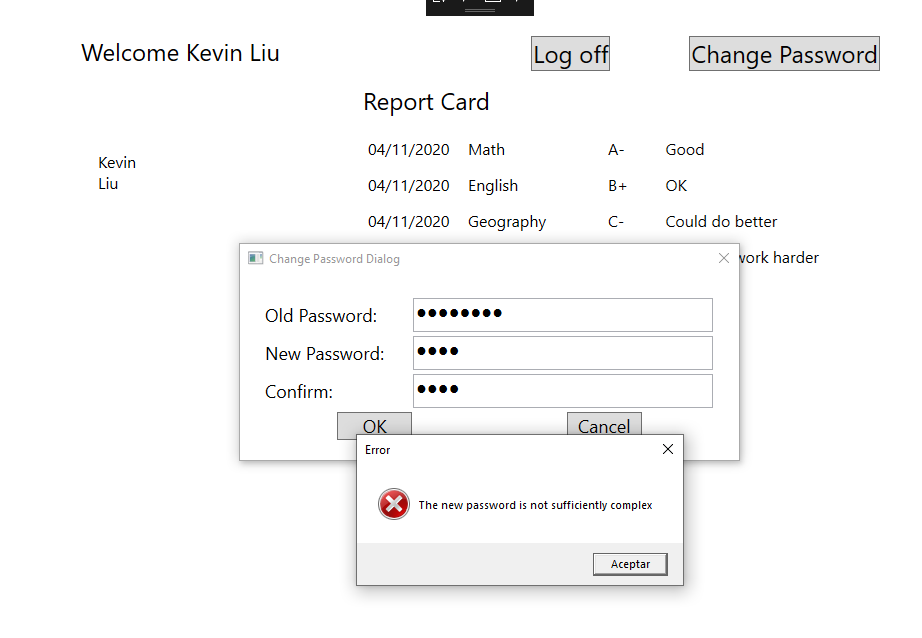 Welcome Kevin Liu
Log off
Change Password
Report Card
Kevin
Liu
04/11/2020 Math A- Good
04/11/2020 English B+ OK
04/11/2020 Geography C- Could do better
work harder
Change Password Dialog
Old Password:
New Password:
Confirm:
OK
Cancel
Error
The new password is not sufficiently complex
Aceptar